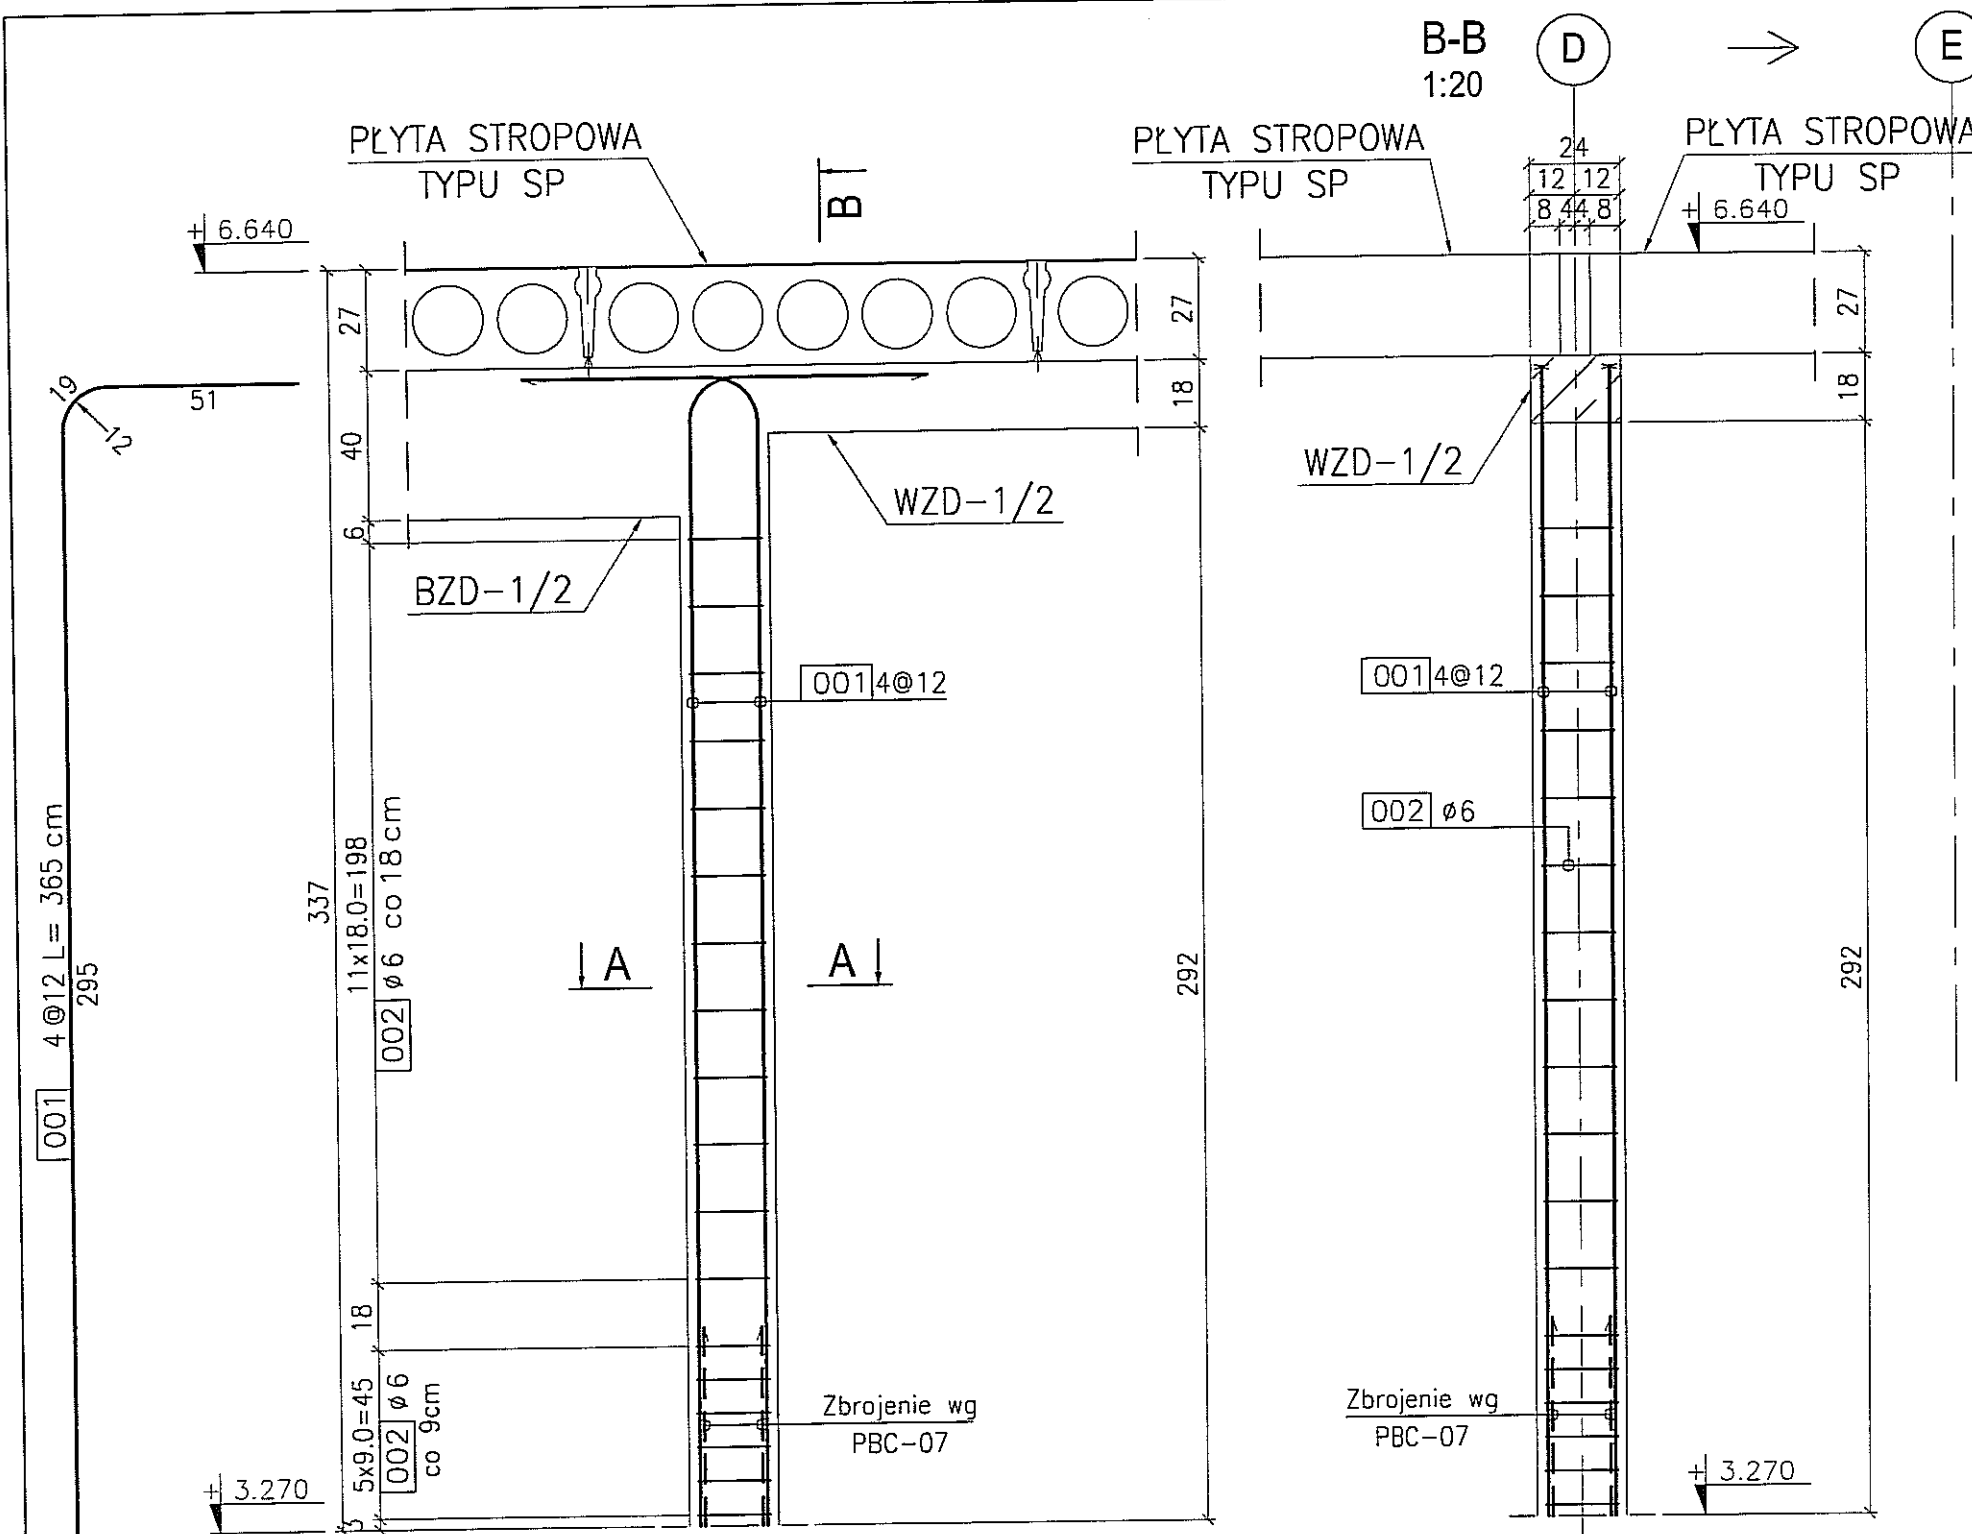 B-B
1:20
D
E
PŁYTA STROPOWA
TYPU SP
B
PŁYTA STROPOWA
TYPU SP
PŁYTA STROPOWA
TYPU SP
24
12 12
8 4 4 8
+ 6.640
+ 6.640
27
27
27
18
18
19
51
12
40
6
WZD-1/2
WZD-1/2
BZD-1/2
001 4@12
001 4@12
002 ø6
001 4@12 L= 365 cm
295
337
11x18.0=198
002 ø6 co 18cm
A
A
292
292
18
5x9.0=45
002 ø6
co 9cm
3
Zbrojenie wg
PBC-07
Zbrojenie wg
PBC-07
+ 3.270
+ 3.270